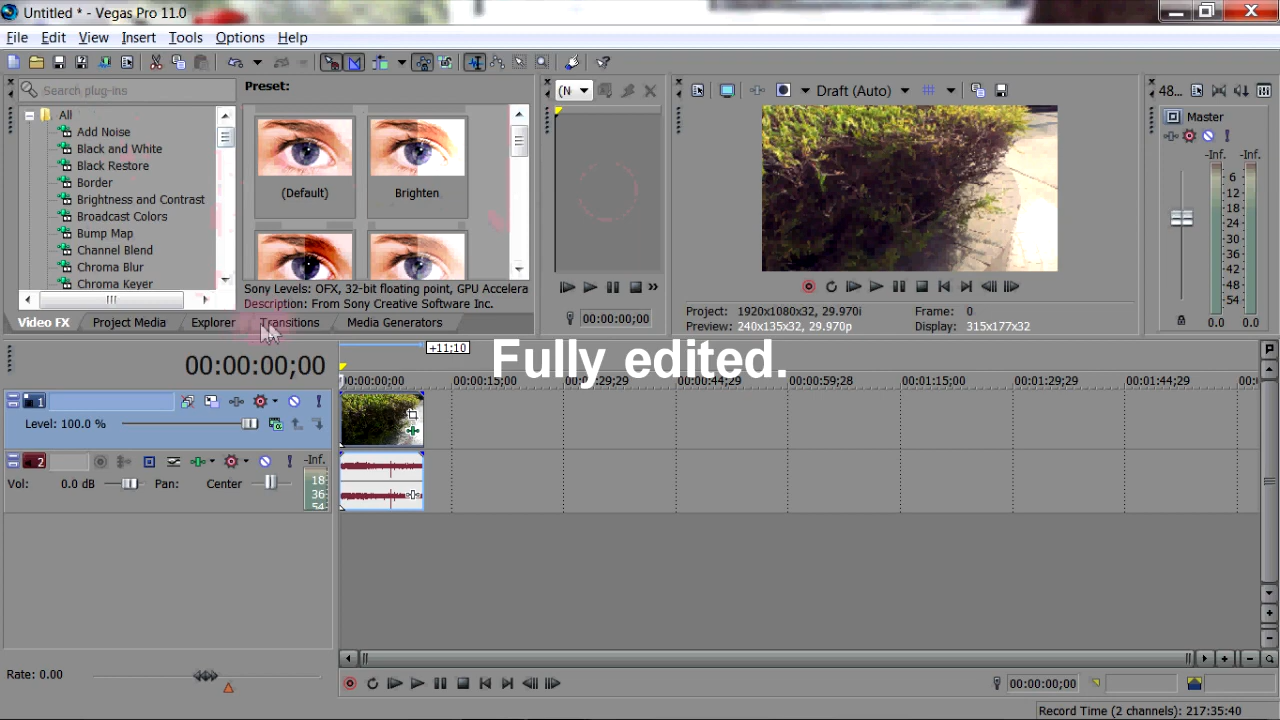 Untitled * - Vegas Pro 11.0
File Edit View Insert Tools Options Help
Search plug-ins
Preset:
All
Add Noise
Black and White
Black Restore
Border
Brightness and Contrast
Broadcast Colors
Bump Map
Channel Blend
Chroma Blur
Chroma Keyer
(Default)
Brighten
Sony Levels: OFX, 32-bit floating point, GPU Accelera
Description: From Sony Creative Software Inc.
Video FX Project Media Explorer Transitions Media Generators
(N
00:00:00;00
Draft (Auto)
Project: 1920x1080x32, 29.970i
Frame: 0
Preview: 240x135x32, 29.970p
Display: 315x177x32
48...
Master
-Inf. -Inf.
6
12
18
24
30
36
42
48
54
0.0 0.0
Fully edited.
00:00:00;00
+11;10
00:00:00;00 00:00:15;00 00:00:29;29 00:00:44;29 00:00:59;28 00:01:15;00 00:01:29;29 00:01:44;29
1
Level: 100.0 %
2
-Inf.
Vol: 0.0 dB Pan: Center
18
36
54
Rate: 0.00
00:00:00;00
Record Time (2 channels): 217:35:40